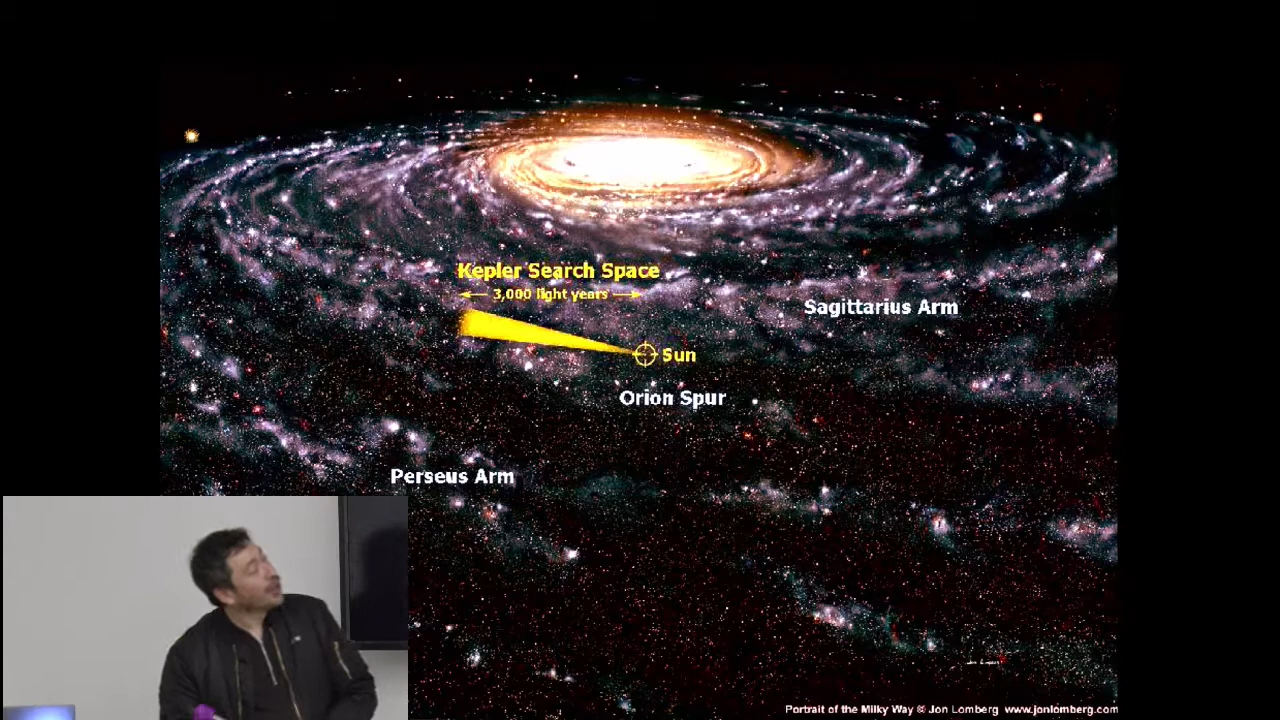 Kepler Search Space
3,000 light years
Sagittarius Arm
Sun
Orion Spur
Perseus Arm
Portrait of the Milky Way © Jon Lomberg www.jonlomberg.com